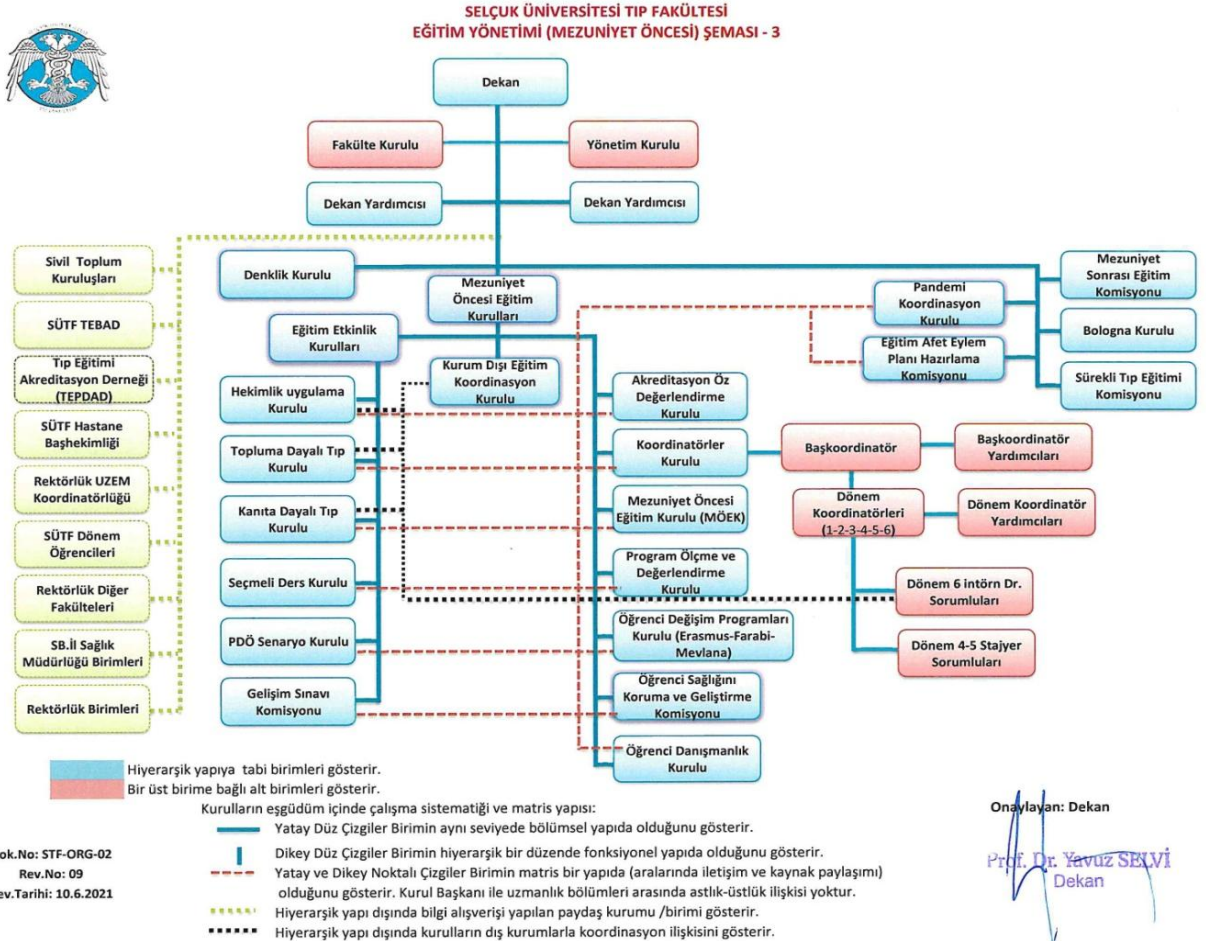 SELÇUK ÜNİVERSİTESİ TIP FAKÜLTESİ
EĞİTİM YÖNETİMİ (MEZUNİYET ÖNCESİ) ŞEMASI - 3
Dekan
Fakülte Kurulu
Yönetim Kurulu
Dekan Yardımcısı
Dekan Yardımcısı
Sivil Toplum
Kuruluşları
SÜTF TEBAD
Tıp Eğitimi
Akreditasyon Derneği
(TEPDAD)
SÜTF Hastane
Başhekimliği
Rektörlük UZEM
Koordinatörlüğü
SÜTF Dönem
Öğrencileri
Rektörlük Diğer
Fakülteleri
SB.İl Sağlık
Müdürlüğü Birimleri
Rektörlük Birimleri
Denklik Kurulu
Mezuniyet
Öncesi Eğitim
Kurulları
Eğitim Etkinlik
Kurulları
Kurum Dışı Eğitim
Koordinasyon
Kurulu
Hekimlik uygulama
Kurulu
Topluma Dayalı Tıp
Kurulu
Kanıta Dayalı Tıp
Kurulu
Seçmeli Ders Kurulu
PDÖ Senaryo Kurulu
Gelişim Sınavı
Komisyonu
Akreditasyon Öz
Değerlendirme
Kurulu
Koordinatörler
Kurulu
Mezuniyet Öncesi
Eğitim Kurulu (MÖEK)
Program Ölçme ve
Değerlendirme
Kurulu
Öğrenci Değişim Programları
Kurulu (Erasmus-Farabi-
Mevlana)
Öğrenci Sağlığını
Koruma ve Geliştirme
Komisyonu
Öğrenci Danışmanlık
Kurulu
Pandemi
Koordinasyon
Kurulu
Eğitim Afet Eylem
Planı Hazırlama
Komisyonu
Mezuniyet
Sonrası Eğitim
Komisyonu
Bologna Kurulu
Sürekli Tıp Eğitimi
Komisyonu
Başkoordinatör
Başkoordinatör
Yardımcıları
Dönem
Koordinatörleri
(1-2-3-4-5-6)
Dönem Koordinatör
Yardımcıları
Dönem 6 intörn Dr.
Sorumluları
Dönem 4-5 Stajyer
Sorumluları
Hiyerarşik yapıya tabi birimleri gösterir.
Bir üst birime bağlı alt birimleri gösterir.
Kurulların eşgüdüm içinde çalışma sistematiği ve matris yapısı:
Yatay Düz Çizgiler Birimin aynı seviyede bölümsel yapıda olduğunu gösterir.
Dikey Düz Çizgiler Birimin hiyerarşik bir düzende fonksiyonel yapıda olduğunu gösterir.
Yatay ve Dikey Noktalı Çizgiler Birimin matris bir yapıda (aralarında iletişim ve kaynak paylaşımı)
olduğunu gösterir. Kurul Başkanı ile uzmanlık bölümleri arasında astlık-üstlük ilişkisi yoktur.
Hiyerarşik yapı dışında bilgi alışverişi yapılan paydaş kurumu /birimi gösterir.
Hiyerarşik yapı dışında kurulların dış kurumlarla koordinasyon ilişkisini gösterir.
ok.No: STF-ORG-02
Rev.No: 09
ev.Tarihi: 10.6.2021
Onaylayan: Dekan
Prof. Dr. Yavuz SELVİ
Dekan